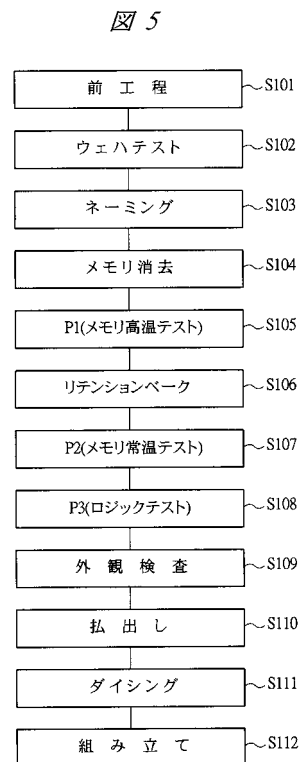 図 5
前 工 程 S101
ウェハテスト S102
ネーミング S103
メモリ消去 S104
P1(メモリ高温テスト) S105
リテンションベーク S106
P2(メモリ常温テスト) S107
P3(ロジックテスト) S108
外 観 検 査 S109
払 出 し S110
ダイシング S111
組 み 立 て S112